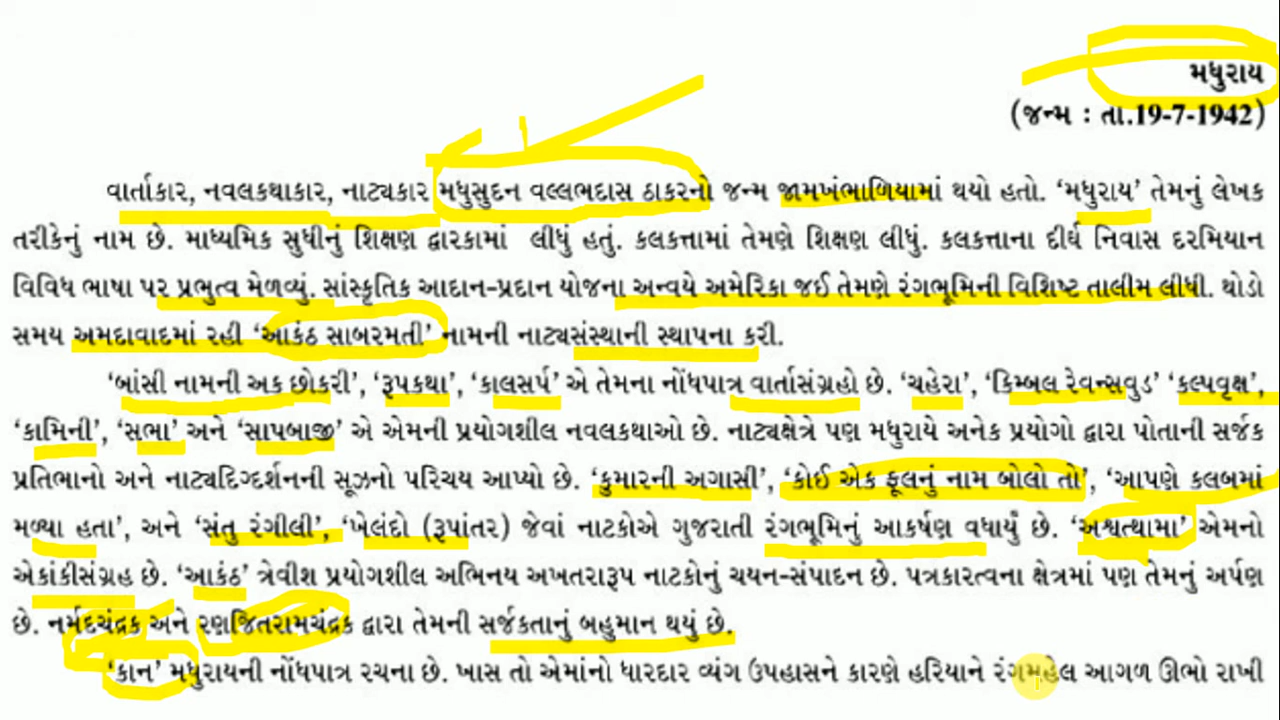 મધુરાય
(જન્મ : તા.19-7-1942)
વાર્તાકાર, નવલકથાકાર, નાટ્યકાર મધુસુદન વલ્લભદાસ ઠાકરનો જન્મ જામખંભાળિયામાં થયો હતો. ‘મધુરાય’ તેમનું લેખક
તરીકેનું નામ છે. માધ્યમિક સુધીનું શિક્ષણ દ્વારકામાં લીધું હતું. કલકત્તામાં તેમણે શિક્ષણ લીધું. કલકત્તાના દીર્ઘ નિવાસ દરમિયાન
વિવિધ ભાષા પર પ્રભુત્વ મેળવ્યું. સાંસ્કૃતિક આદાન-પ્રદાન યોજના અન્વયે અમેરિકા જઈ તેમણે રંગભૂમિની વિશિષ્ટ તાલીમ લીધી. થોડો
સમય અમદાવાદમાં રહી ‘આકંઠ સાબરમતી’ નામની નાટ્યસંસ્થાની સ્થાપના કરી.
‘બાંસી નામની અક છોકરી’, ‘રૂપકથા’, ‘કાલસર્પ’ એ તેમના નોંધપાત્ર વાર્તાસંગ્રહો છે. ‘ચહેરા’, ‘કિમ્બલ રેવન્સવુડ’ ‘કલ્પવૃક્ષ’,
‘કામિની’, ‘સભા’ અને ‘સાપબાજી’ એ એમની પ્રયોગશીલ નવલકથાઓ છે. નાટ્યક્ષેત્રે પણ મધુરાયે અનેક પ્રયોગો દ્વારા પોતાની સર્જક
પ્રતિભાનો અને નાટ્યદિગ્દર્શનની સૂઝનો પરિચય આપ્યો છે. ‘કુમારની અગાસી’, ‘કોઈ એક ફૂલનું નામ બોલો તો’, ‘આપણે કલબમાં
મળ્યા હતા’, અને ‘સંતુ રંગીલી’, ‘ખેલંદો (રૂપાંતર) જેવાં નાટકોએ ગુજરાતી રંગભૂમિનું આકર્ષણ વધાર્યું છે. ‘અશ્વત્થામા’ એમનો
એકાંકીસંગ્રહ છે. ‘આકંઠ’ ત્રેવીશ પ્રયોગશીલ અભિનય અખતરારૂપ નાટકોનું ચયન-સંપાદન છે. પત્રકારત્વના ક્ષેત્રમાં પણ તેમનું અર્પણ
છે. નર્મદચંદ્રક અને રણજિતરામચંદ્રક દ્વારા તેમની સર્જકતાનું બહુમાન થયું છે.
‘કાન’ મધુરાયની નોંધપાત્ર રચના છે. ખાસ તો એમાંનો ધારદાર વ્યંગ ઉપહાસને કારણે હરિયાને રંગમહેલ આગળ ઊભો રાખી